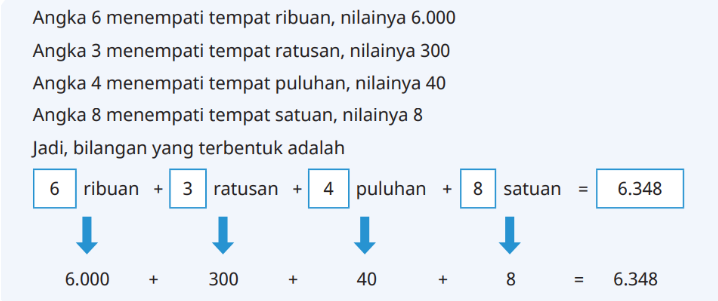 Angka 6 menempati tempat ribuan, nilainya 6.000
Angka 3 menempati tempat ratusan, nilainya 300
Angka 4 menempati tempat puluhan, nilainya 40
Angka 8 menempati tempat satuan, nilainya 8
Jadi, bilangan yang terbentuk adalah
6 ribuan + 3 ratusan + 4 puluhan + 8 satuan = 6.348
6.000 + 300 + 40 + 8 = 6.348